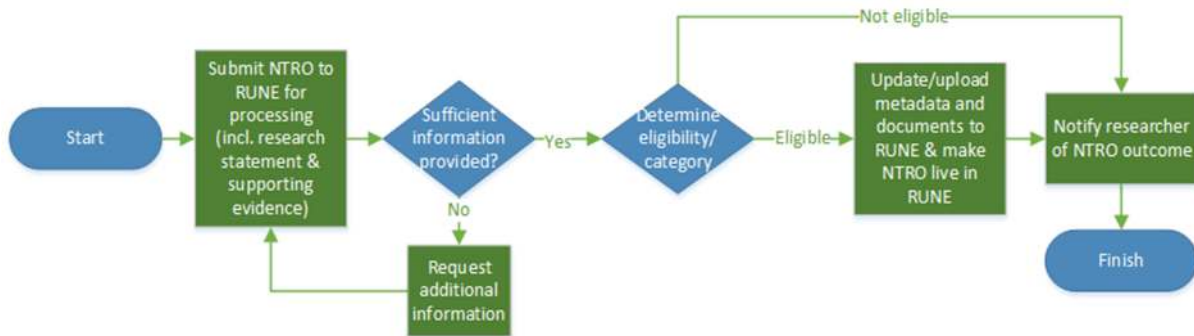 Start
Submit NTRO to
RUNE for
processing
(incl. research
statement &
supporting
evidence)
Sufficient
information
provided?
No
Request
additional
information
Yes
Determine
eligibility/
category
Not eligible
Eligible
Update/upload
metadata and
documents to
RUNE & make
NTRO live in
RUNE
Notify researcher
of NTRO outcome
Finish